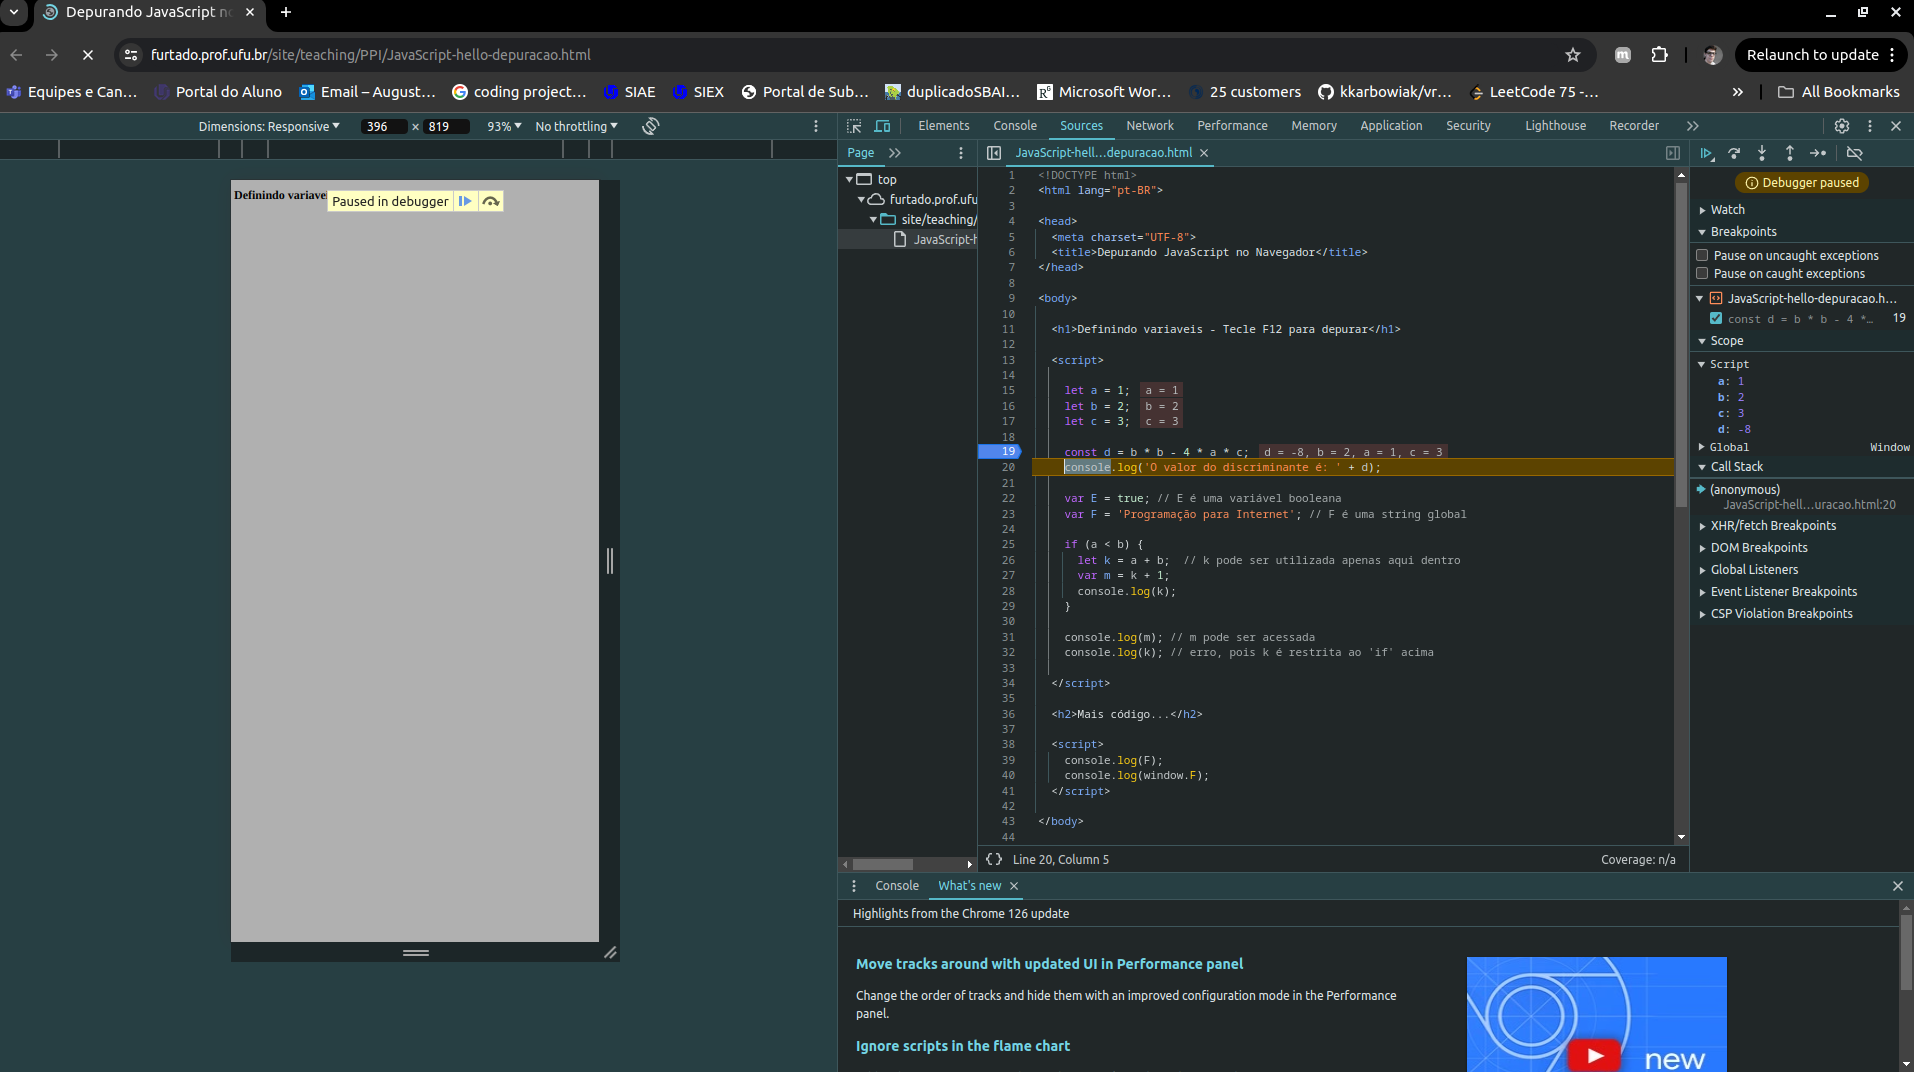 Depurando JavaScript no
furtado.prof.ufu.br/site/teaching/PPI/JavaScript-hello-depuracao.html
Relaunch to update
Equipes e Can...
Portal do Aluno
Email – August...
coding project...
SIAE
SIEX
Portal de Sub...
duplicadoSBAI...
Microsoft Wor...
25 customers
kkarbowiak/vr...
LeetCode 75 -...
All Bookmarks
Dimensions: Responsive
396 × 819
93%
No throttling
Elements
Console
Sources
Network
Performance
Memory
Application
Security
Lighthouse
Recorder
Definindo variave
Paused in debugger
Page
top
furtado.prof.ufu
site/teaching/
JavaScript-h
JavaScript-hell...depuracao.html
1 <!DOCTYPE html>
2 <html lang="pt-BR">
3
4 <head>
5 <meta charset="UTF-8">
6 <title>Depurando JavaScript no Navegador</title>
7 </head>
8
9 <body>
10
11 <h1>Definindo variaveis - Tecle F12 para depurar</h1>
12
13 <script>
14
15 let a = 1; a = 1
16 let b = 2; b = 2
17 let c = 3; c = 3
18
19 const d = b * b - 4 * a * c; d = -8, b = 2, a = 1, c = 3
20 console.log('O valor do discriminante é: ' + d);
21
22 var E = true; // E é uma variável booleana
23 var F = 'Programação para Internet'; // F é uma string global
24
25 if (a < b) {
26 let k = a + b; // k pode ser utilizada apenas aqui dentro
27 var m = k + 1;
28 console.log(k);
29 }
30
31 console.log(m); // m pode ser acessada
32 console.log(k); // erro, pois k é restrita ao 'if' acima
33
34 </script>
35
36 <h2>Mais código...</h2>
37
38 <script>
39 console.log(F);
40 console.log(window.F);
41 </script>
42
43 </body>
44
{} Line 20, Column 5
Coverage: n/a
Debugger paused
Watch
Breakpoints
Pause on uncaught exceptions
Pause on caught exceptions
JavaScript-hello-depuracao.h...
const d = b * b - 4 *... 19
Scope
Script
a: 1
b: 2
c: 3
d: -8
Global Window
Call Stack
(anonymous)
JavaScript-hell...uracao.html:20
XHR/fetch Breakpoints
DOM Breakpoints
Global Listeners
Event Listener Breakpoints
CSP Violation Breakpoints
Console
What's new
Highlights from the Chrome 126 update
Move tracks around with updated UI in Performance panel
Change the order of tracks and hide them with an improved configuration mode in the Performance
panel.
Ignore scripts in the flame chart
new